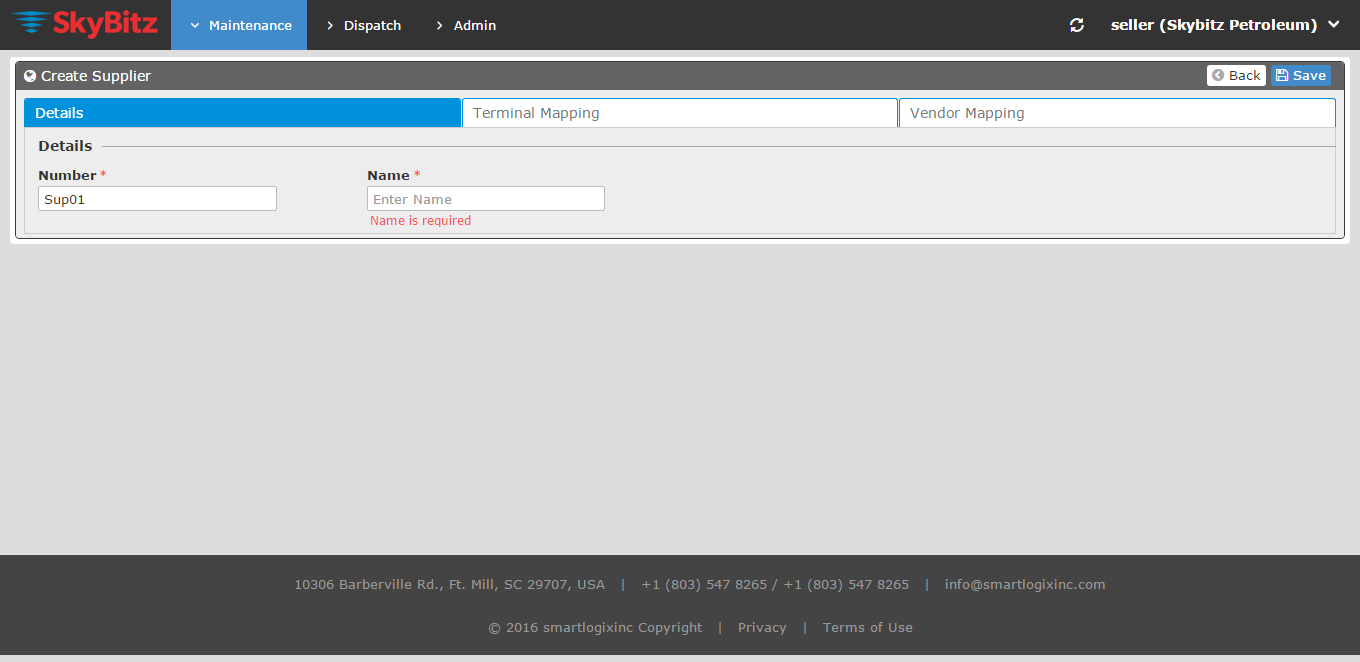 SkyBitz Maintenance Dispatch Admin seller (Skybitz Petroleum)
Create Supplier Back Save
Details Terminal Mapping Vendor Mapping
Details
Number * Name *
Sup01 Enter Name
Name is required
10306 Barberville Rd., Ft. Mill, SC 29707, USA | +1 (803) 547 8265 / +1 (803) 547 8265 | info@smartlogixinc.com
© 2016 smartlogixinc Copyright | Privacy | Terms of Use